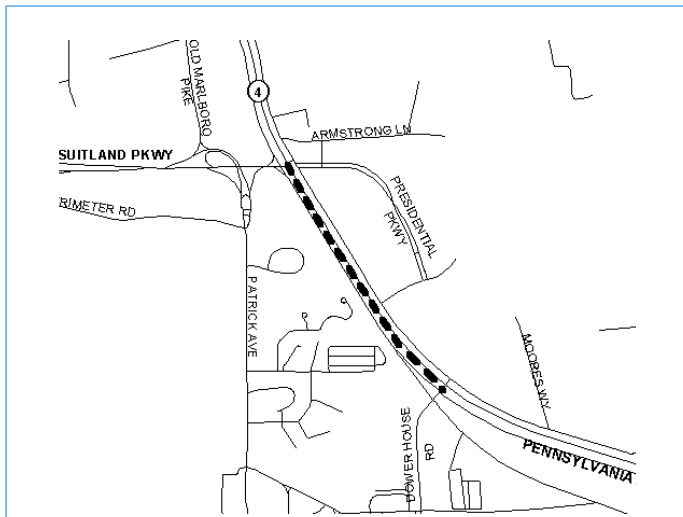 OLD MARLBORO
PIKE
4
ARMSTRONG LN
SUITLAND PKWY
PRESIDENTIAL
PKWY
RIMETER RD
PATRICK AVE
MOORES WY
DOWER HOUSE
RD
PENNSYLVANIA